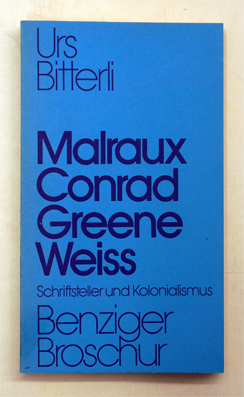 Urs
Bitterli
Malraux
Conrad
Greene
Weiss
Schriftsteller und Kolonialismus
Benziger
Broschur